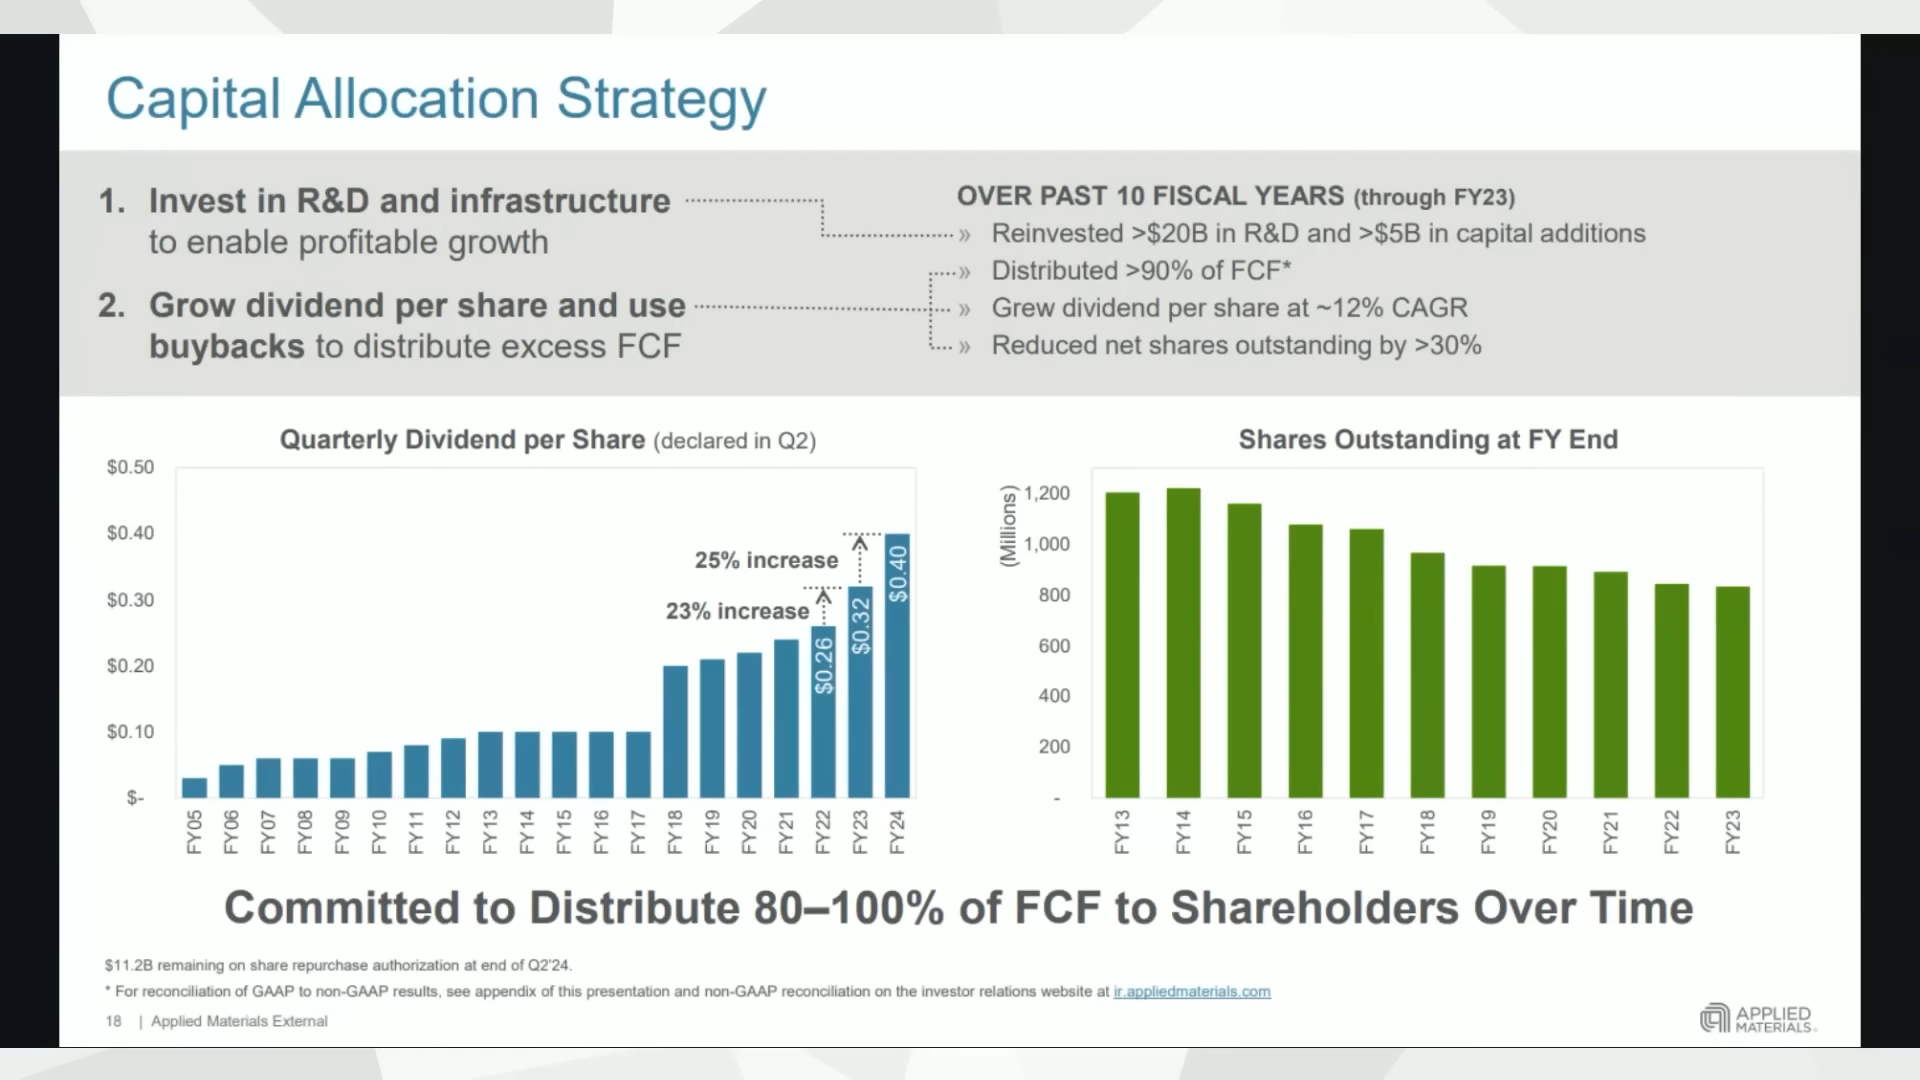 Capital Allocation Strategy
1. Invest in R&D and infrastructure
to enable profitable growth
2. Grow dividend per share and use
buybacks to distribute excess FCF
OVER PAST 10 FISCAL YEARS (through FY23)
» Reinvested >$20B in R&D and >$5B in capital additions
» Distributed >90% of FCF*
» Grew dividend per share at ~12% CAGR
» Reduced net shares outstanding by >30%
Quarterly Dividend per Share (declared in Q2)
$0.50
$0.40
$0.30
$0.20
$0.10
$-
25% increase
23% increase
$0.26
$0.32
$0.40
FY05
FY06
FY07
FY08
FY09
FY10
FY11
FY12
FY13
FY14
FY15
FY16
FY17
FY18
FY19
FY20
FY21
FY22
FY23
FY24
Shares Outstanding at FY End
(Millions)
1,200
1,000
800
600
400
200
-
FY13
FY14
FY15
FY16
FY17
FY18
FY19
FY20
FY21
FY22
FY23
Committed to Distribute 80–100% of FCF to Shareholders Over Time
$11.2B remaining on share repurchase authorization at end of Q2'24.
* For reconciliation of GAAP to non-GAAP results, see appendix of this presentation and non-GAAP reconciliation on the investor relations website at ir.appliedmaterials.com
18 | Applied Materials External
APPLIED
MATERIALS